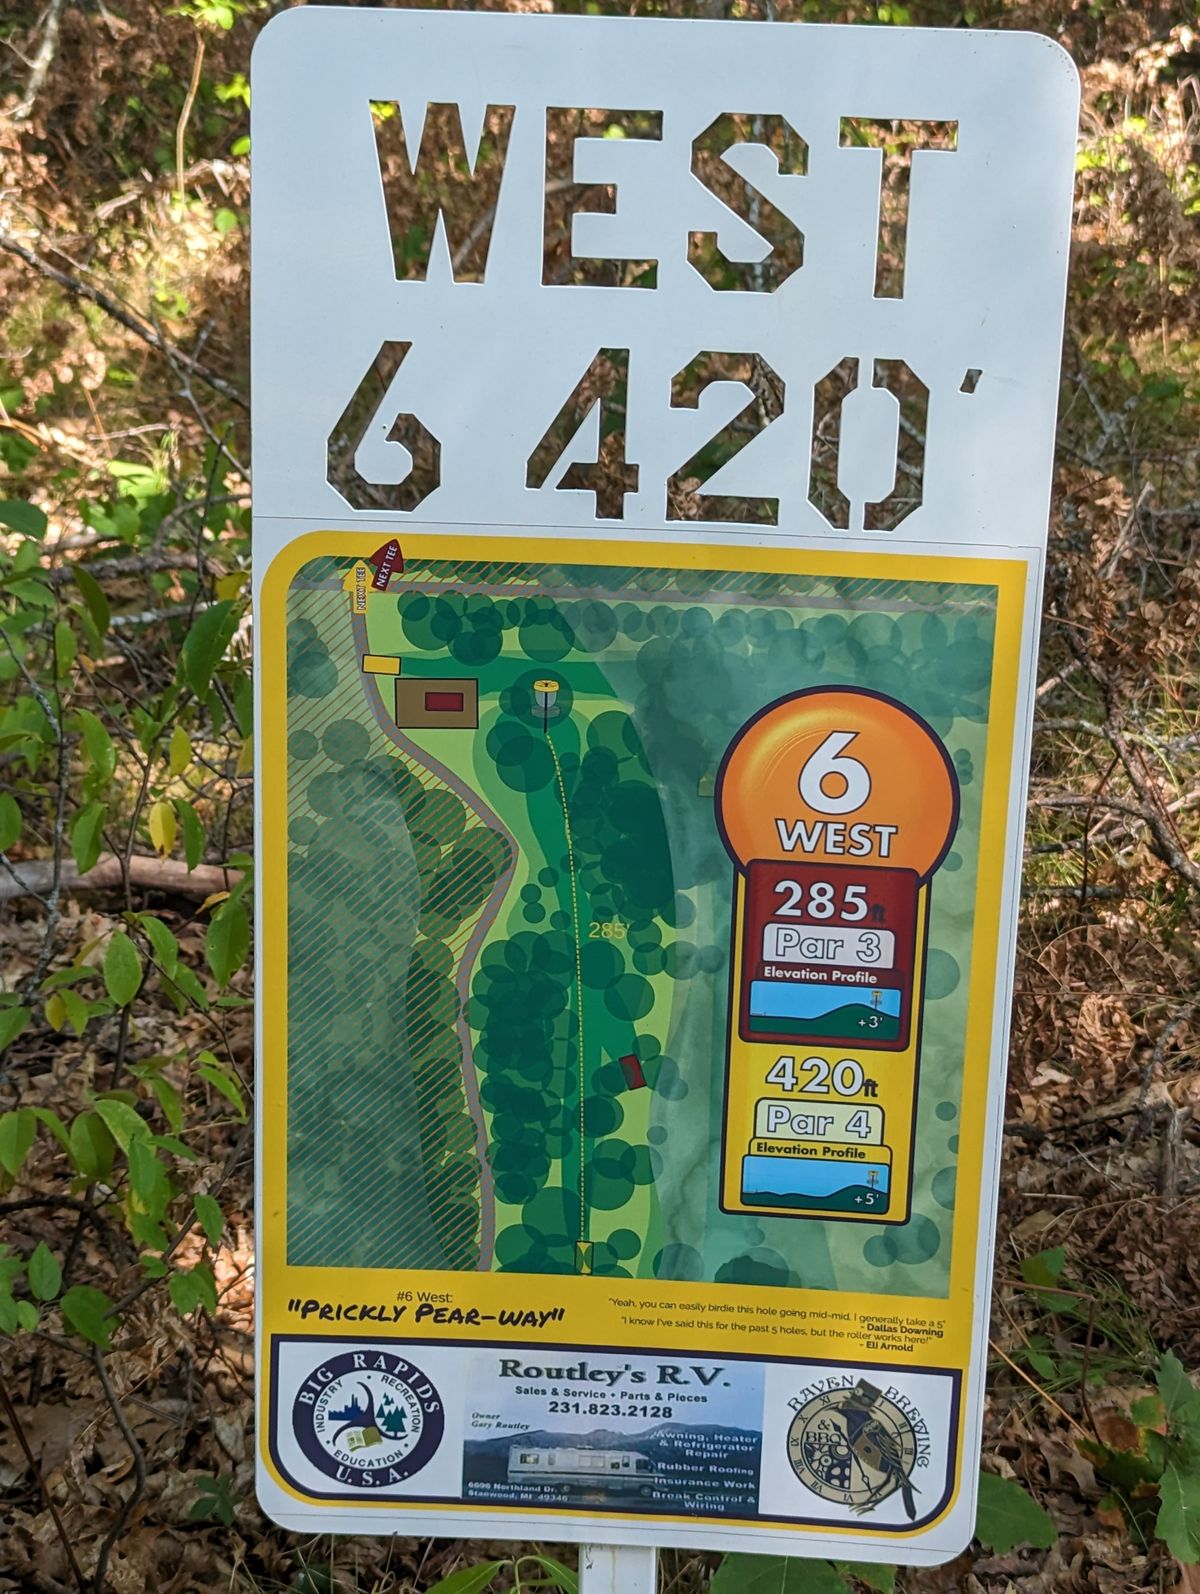 WEST
6 420'
NEXT TEE
NEXT TEE
6
WEST
285ft
Par 3
Elevation Profile
+3'
285'
420ft
Par 4
Elevation Profile
+5'
#6 West:
"PRICKLY PEAR-WAY"
"Yeah, you can easily birdie this hole going mid-mid. I generally take a 5"
- Dallas Downing
"I know I've said this for the past 5 holes, but the roller works here!"
- Eli Arnold
BIG RAPIDS
INDUSTRY
RECREATION
EDUCATION
U.S.A.
Routley's R.V.
Sales & Service • Parts & Pieces
231.823.2128
Owner
Gary Routley
Awning, Heater
& Refrigerator
Repair
Rubber Roofing
Insurance Work
Break Control &
Wiring
6696 Northland Dr.
Stanwood, MI 49346
RAVEN BREWING
& BBQ